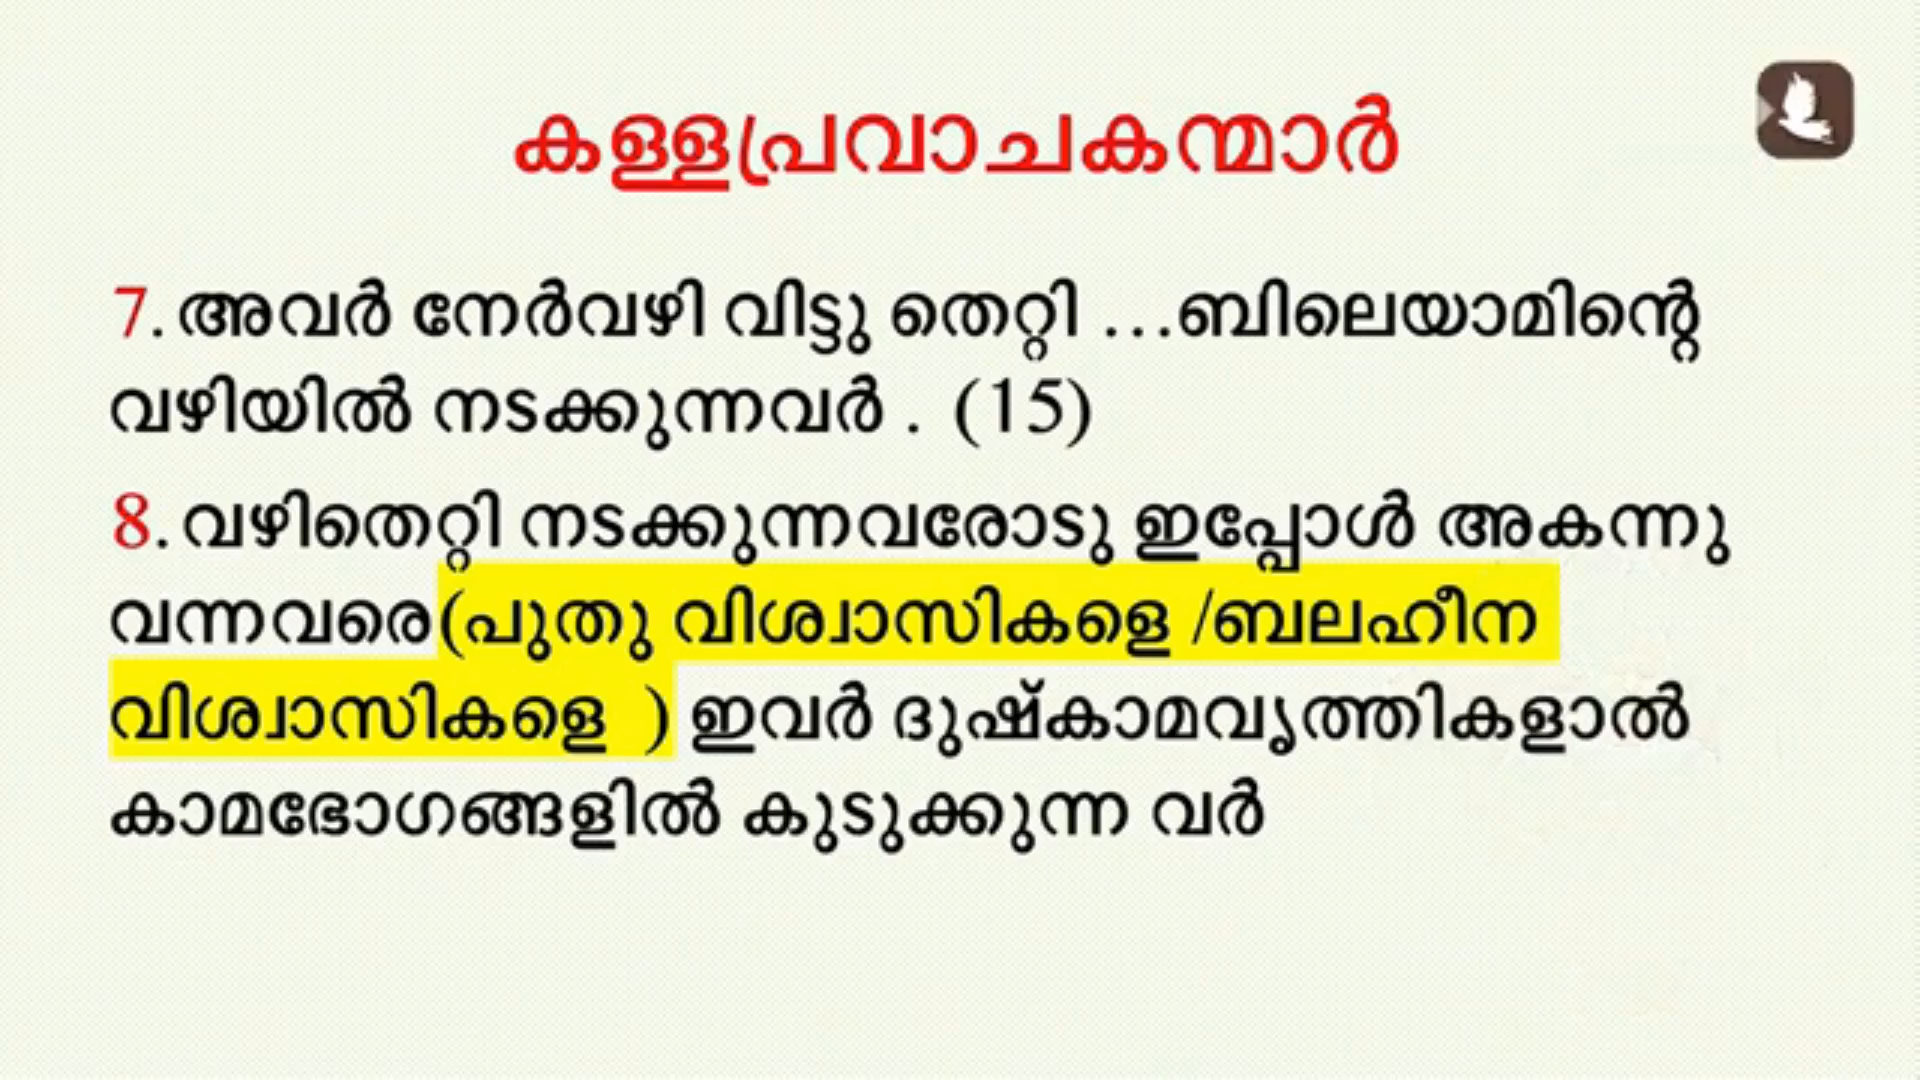 കള്ളപ്രവാചകന്മാർ
7. അവർ നേർവഴി വിട്ടു തെറ്റി ...ബിലെയാമിന്റെ
വഴിയിൽ നടക്കുന്നവർ . (15)
8. വഴിതെറ്റി നടക്കുന്നവരോടു ഇപ്പോൾ അകന്നു
വന്നവരെ(പുതു വിശ്വാസികളെ /ബലഹീന
വിശ്വാസികളെ ) ഇവർ ദുഷ്കാമവൃത്തികളാൽ
കാമഭോഗങ്ങളിൽ കുടുക്കുന്ന വർ